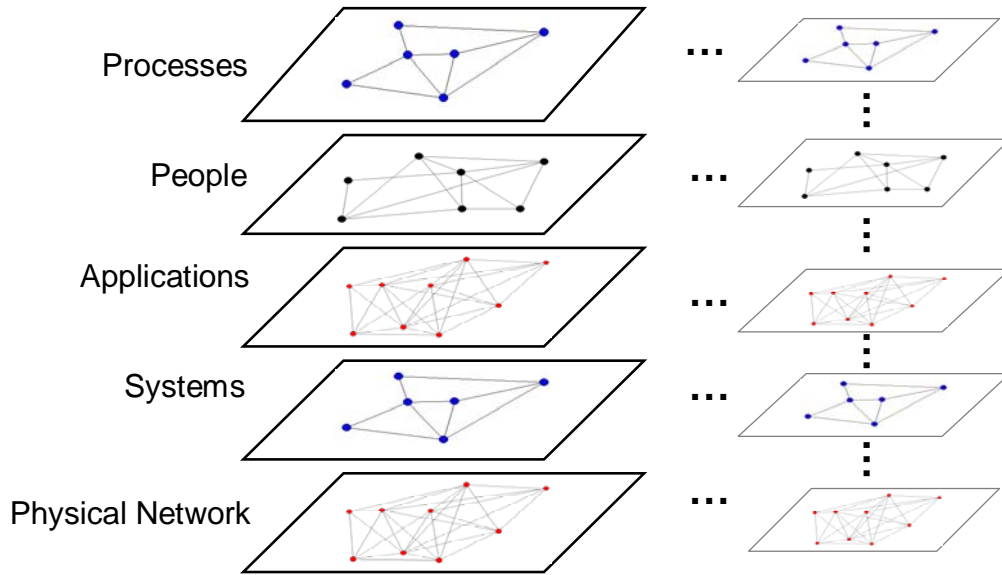 Processes
People
Applications
Systems
Physical Network